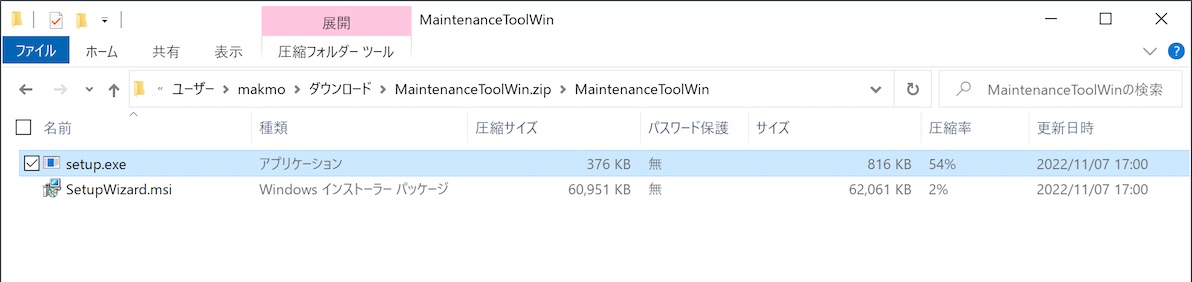 展開
MaintenanceToolWin
ファイル ホーム 共有 表示 圧縮フォルダー ツール
« ユーザー > makmo > ダウンロード > MaintenanceToolWin.zip > MaintenanceToolWin
MaintenanceToolWinの検索
名前 種類 圧縮サイズ パスワード保護 サイズ 圧縮率 更新日時
setup.exe アプリケーション 376 KB 無 816 KB 54% 2022/11/07 17:00
SetupWizard.msi Windows インストーラー パッケージ 60,951 KB 無 62,061 KB 2% 2022/11/07 17:00